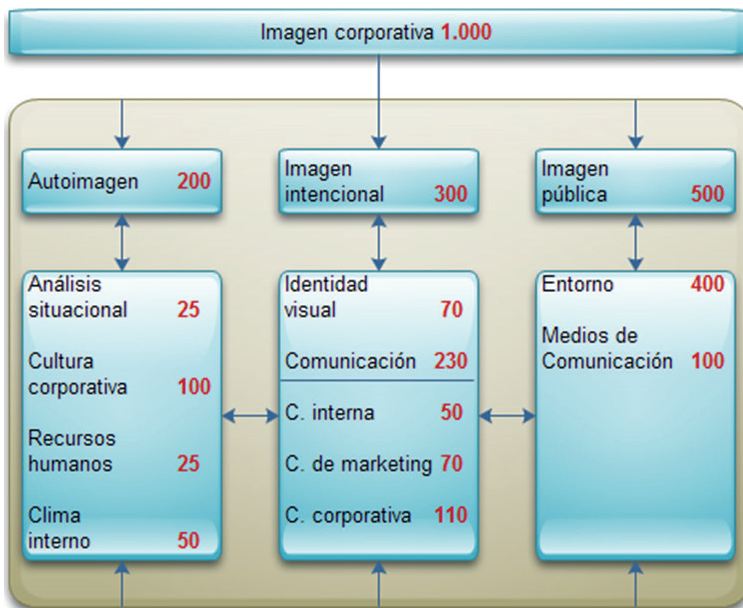 Imagen corporativa 1.000
Autoimagen 200
Imagen
intencional 300
Imagen
pública 500
Análisis
situacional 25
Cultura
corporativa 100
Recursos
humanos 25
Clima
interno 50
Identidad
visual 70
Comunicación 230
C. interna 50
C. de marketing 70
C. corporativa 110
Entorno 400
Medios de
Comunicación 100